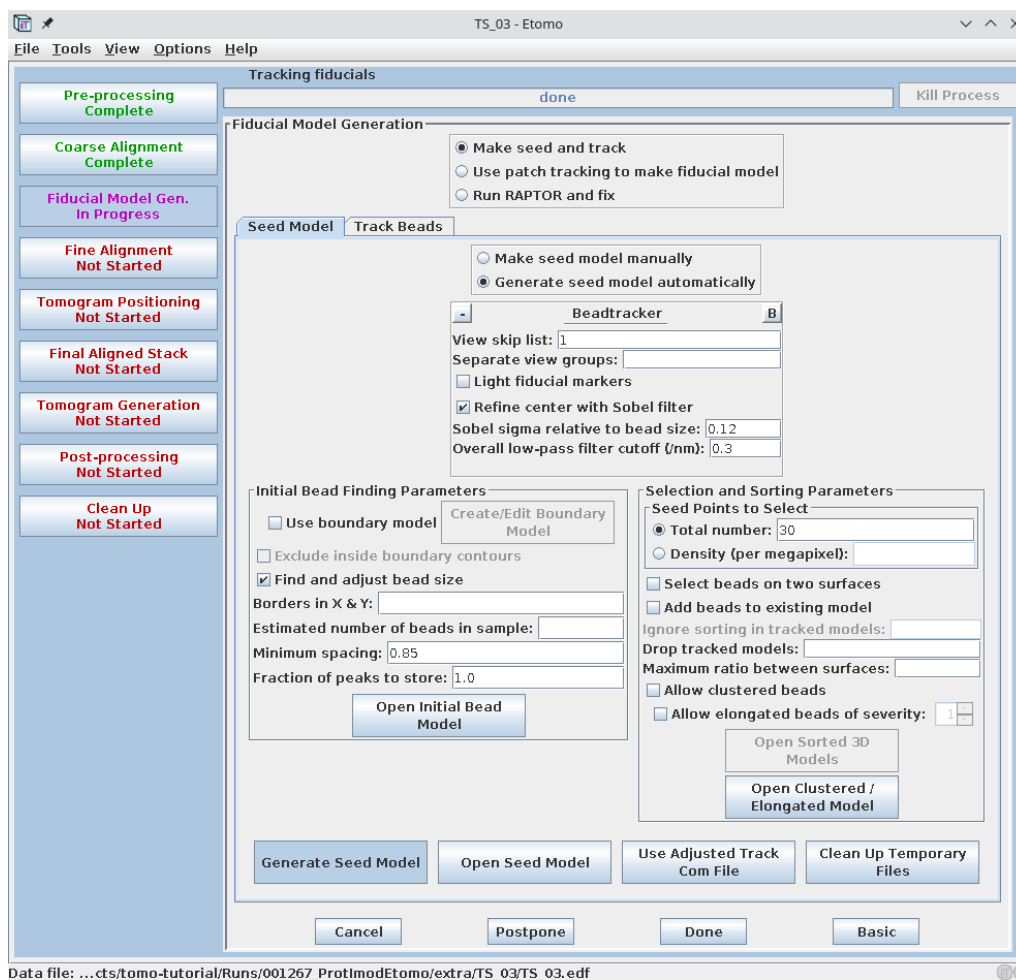 TS_03 - Etomo
File Tools View Options Help
Tracking fiducials
done
Kill Process
Pre-processing
Complete
Coarse Alignment
Complete
Fiducial Model Gen.
In Progress
Fine Alignment
Not Started
Tomogram Positioning
Not Started
Final Aligned Stack
Not Started
Tomogram Generation
Not Started
Post-processing
Not Started
Clean Up
Not Started
Fiducial Model Generation
Make seed and track
Use patch tracking to make fiducial model
Run RAPTOR and fix
Seed Model Track Beads
Make seed model manually
Generate seed model automatically
- Beadtracker B
View skip list: 1
Separate view groups:
Light fiducial markers
Refine center with Sobel filter
Sobel sigma relative to bead size: 0.12
Overall low-pass filter cutoff (/nm): 0.3
Initial Bead Finding Parameters
Use boundary model
Create/Edit Boundary
Model
Exclude inside boundary contours
Find and adjust bead size
Borders in X & Y:
Estimated number of beads in sample:
Minimum spacing: 0.85
Fraction of peaks to store: 1.0
Open Initial Bead
Model
Selection and Sorting Parameters
Seed Points to Select
Total number: 30
Density (per megapixel):
Select beads on two surfaces
Add beads to existing model
Ignore sorting in tracked models:
Drop tracked models:
Maximum ratio between surfaces:
Allow clustered beads
Allow elongated beads of severity: 1
Open Sorted 3D
Models
Open Clustered /
Elongated Model
Generate Seed Model
Open Seed Model
Use Adjusted Track
Com File
Clean Up Temporary
Files
Cancel
Postpone
Done
Basic
Data file: ...cts/tomo-tutorial/Runs/001267_ProtImodEtomo/extra/TS_03/TS_03.edf